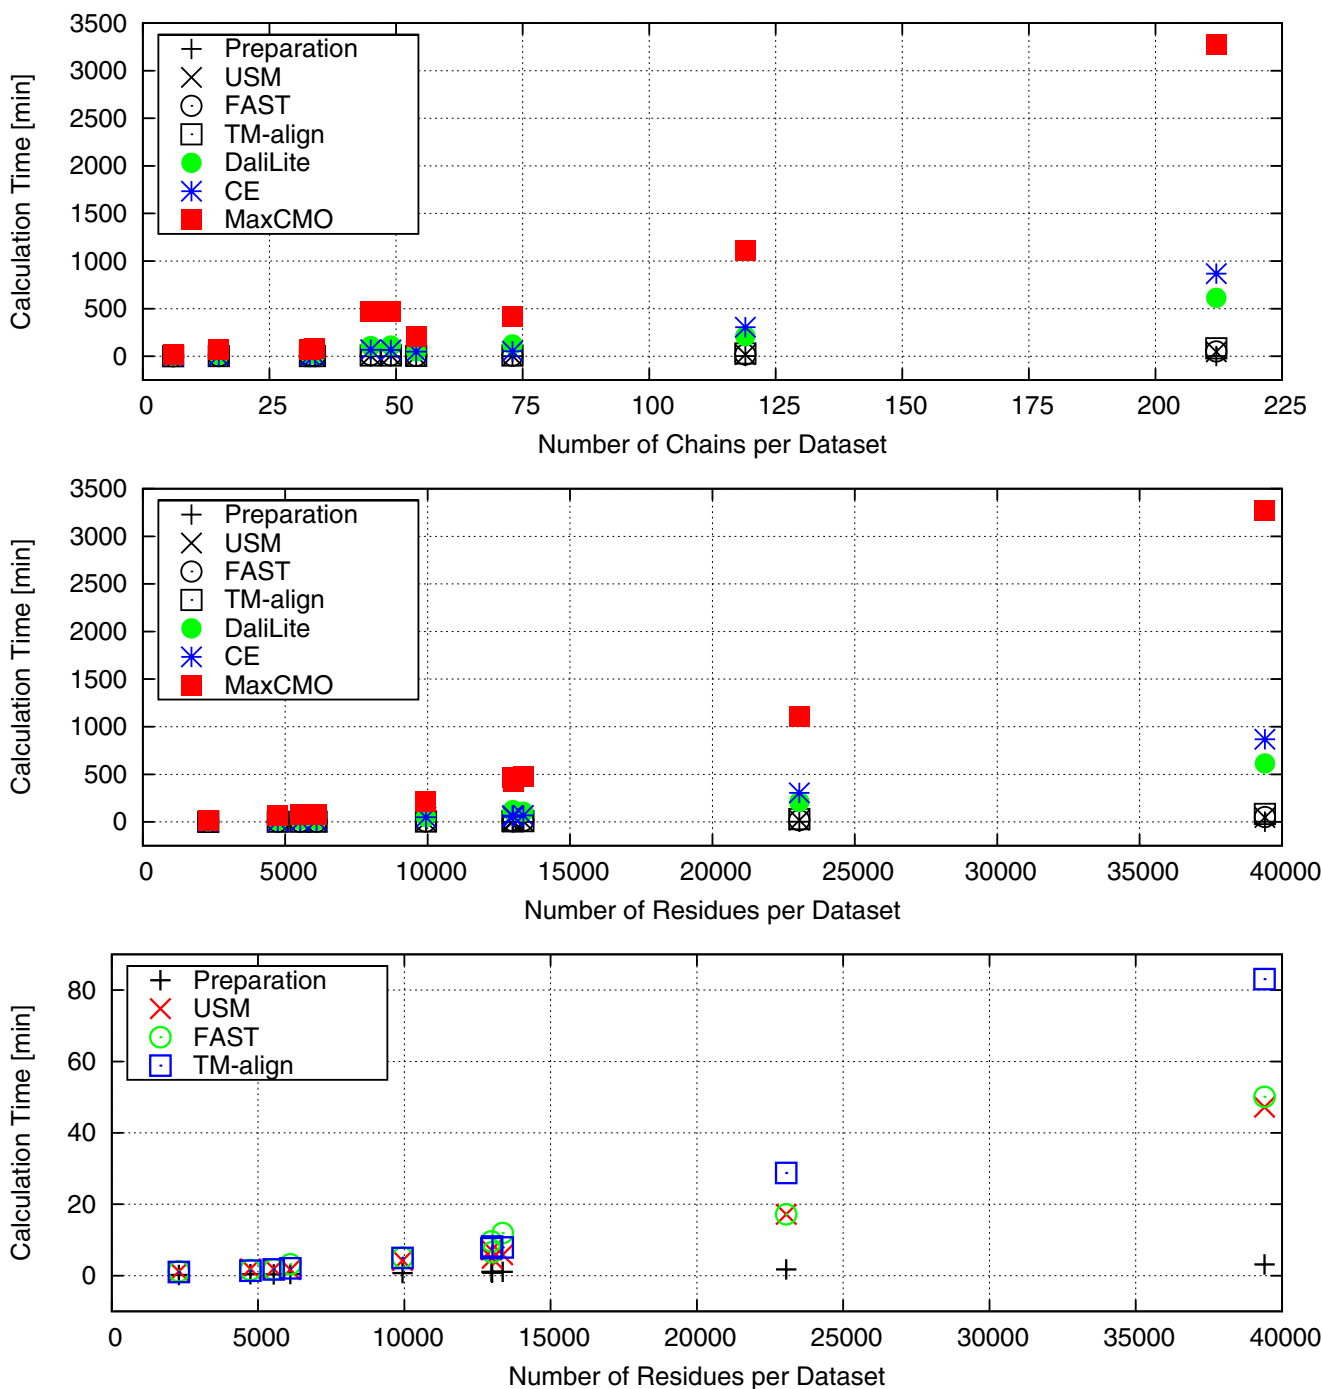 3500
3000
2500
2000
1500
1000
500
0
Calculation Time [min]
Preparation
USM
FAST
TM-align
DaliLite
CE
MaxCMO
0 25 50 75 100 125 150 175 200 225
Number of Chains per Dataset
3500
3000
2500
2000
1500
1000
500
0
Calculation Time [min]
Preparation
USM
FAST
TM-align
DaliLite
CE
MaxCMO
0 5000 10000 15000 20000 25000 30000 35000 40000
Number of Residues per Dataset
80
60
40
20
0
Calculation Time [min]
Preparation
USM
FAST
TM-align
0 5000 10000 15000 20000 25000 30000 35000 40000
Number of Residues per Dataset